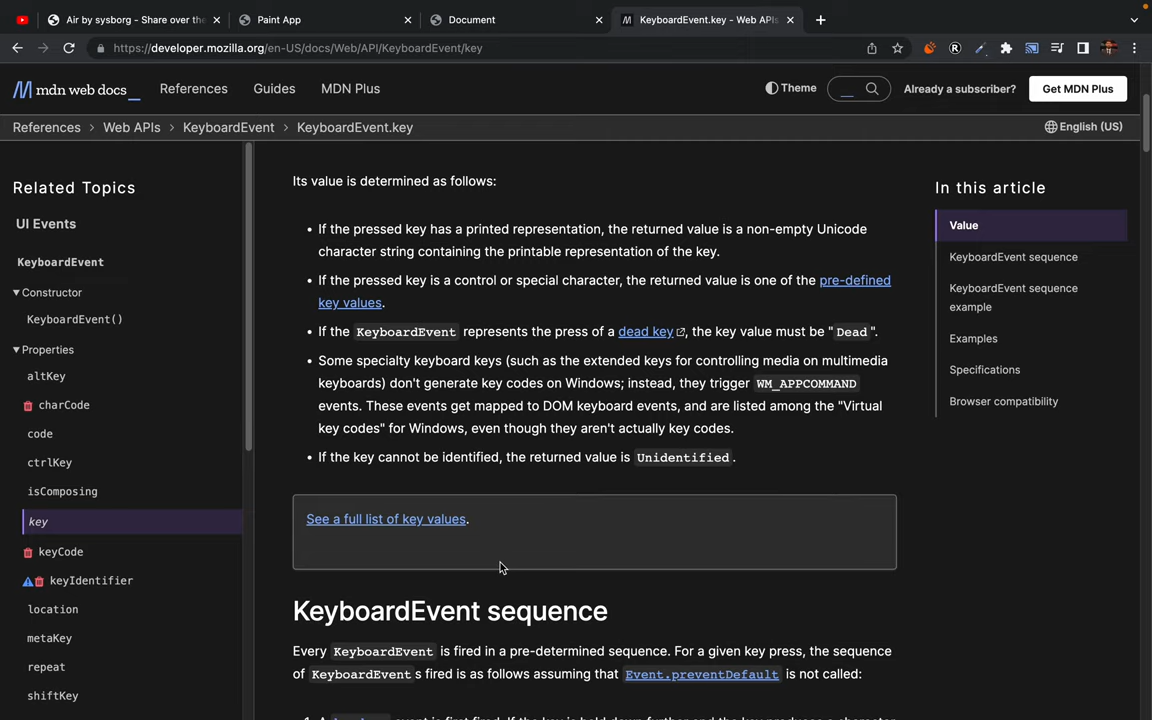 Air by sysborg - Share over the
Paint App
Document
KeyboardEvent.key - Web APIs
https://developer.mozilla.org/en-US/docs/Web/API/KeyboardEvent/key
mdn web docs_
References
Guides
MDN Plus
Theme
Already a subscriber?
Get MDN Plus
References
Web APIs
KeyboardEvent
KeyboardEvent.key
English (US)
Related Topics
UI Events
KeyboardEvent
Constructor
KeyboardEvent()
Properties
altKey
charCode
code
ctrlKey
isComposing
key
keyCode
keyIdentifier
location
metaKey
repeat
shiftKey
Its value is determined as follows:
• If the pressed key has a printed representation, the returned value is a non-empty Unicode
character string containing the printable representation of the key.
• If the pressed key is a control or special character, the returned value is one of the pre-defined
key values.
• If the KeyboardEvent represents the press of a dead key, the key value must be "Dead".
• Some specialty keyboard keys (such as the extended keys for controlling media on multimedia
keyboards) don't generate key codes on Windows; instead, they trigger WM_APPCOMMAND
events. These events get mapped to DOM keyboard events, and are listed among the "Virtual
key codes" for Windows, even though they aren't actually key codes.
• If the key cannot be identified, the returned value is Unidentified.
See a full list of key values.
KeyboardEvent sequence
Every KeyboardEvent is fired in a pre-determined sequence. For a given key press, the sequence
of KeyboardEvents fired is as follows assuming that Event.preventDefault is not called:
In this article
Value
KeyboardEvent sequence
KeyboardEvent sequence
example
Examples
Specifications
Browser compatibility